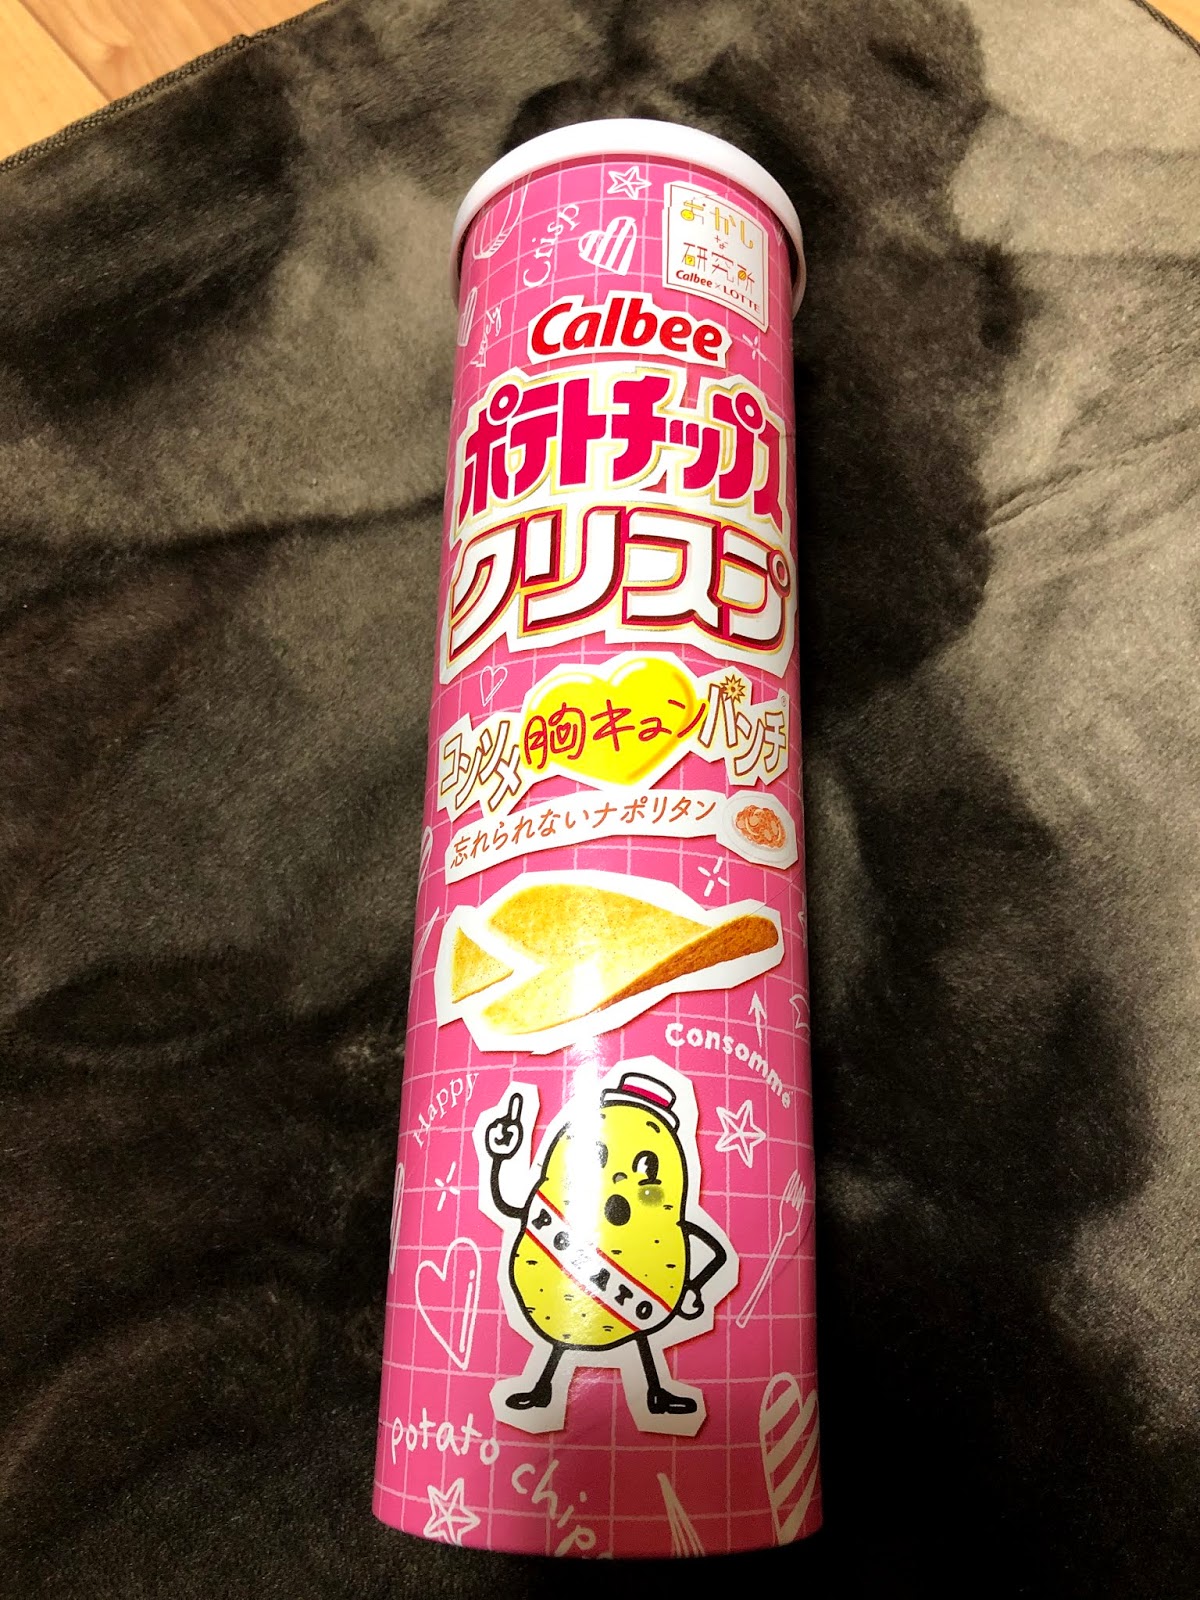 Crisp
おかし
な
研究所
Calbee×LOTTE
Calbee
ポテトチップス
クリスプ
コンソメ胸キュンパンチ
忘れられないナポリタン
Consommé
Happy
POTATO
potato
chips